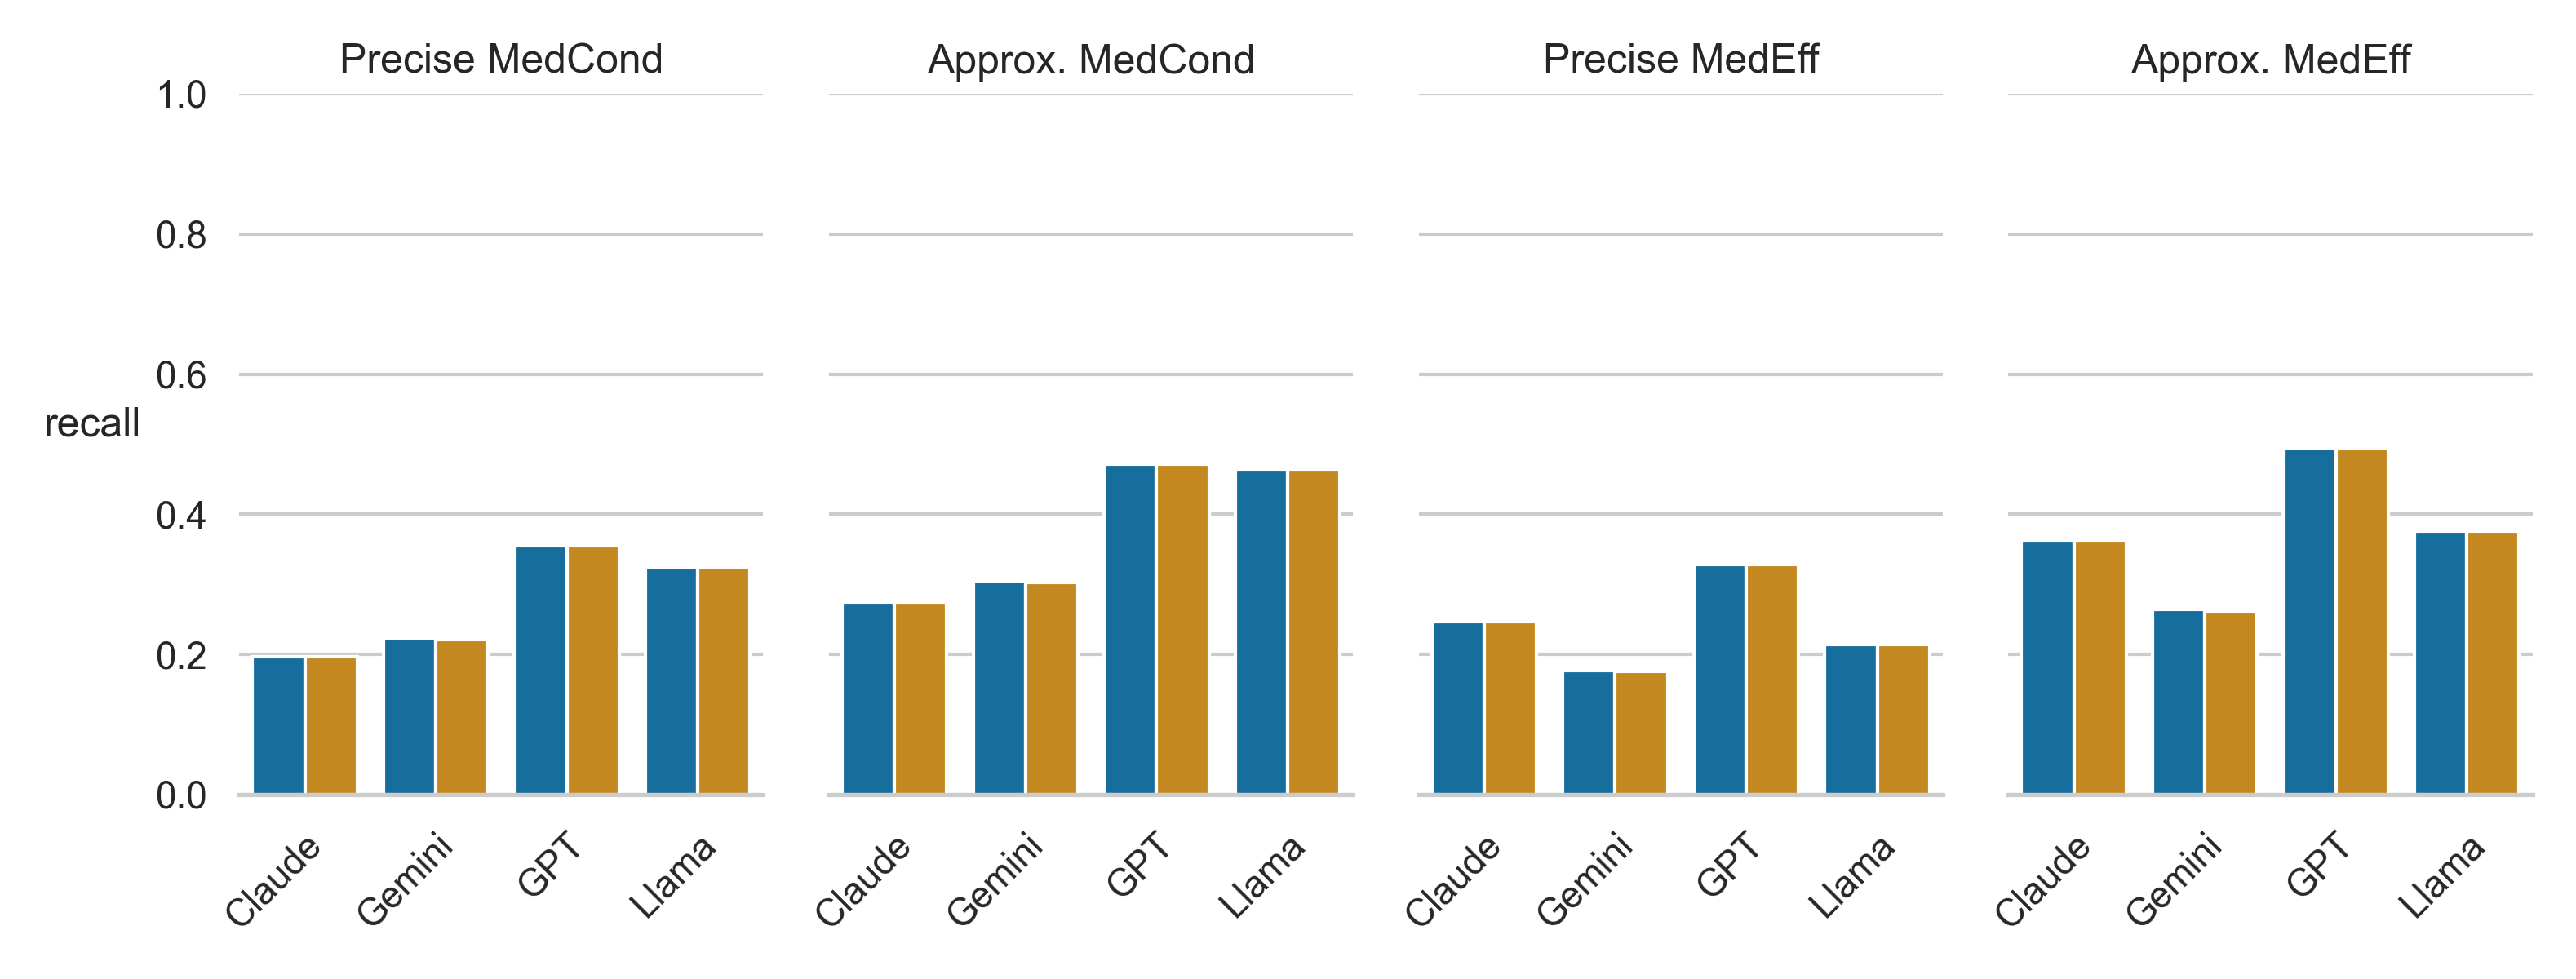 Precise MedCond
Approx. MedCond
Precise MedEff
Approx. MedEff
1.0
0.8
0.6
recall
0.4
0.2
0.0
Claude
Gemini
GPT
Llama
Claude
Gemini
GPT
Llama
Claude
Gemini
GPT
Llama
Claude
Gemini
GPT
Llama